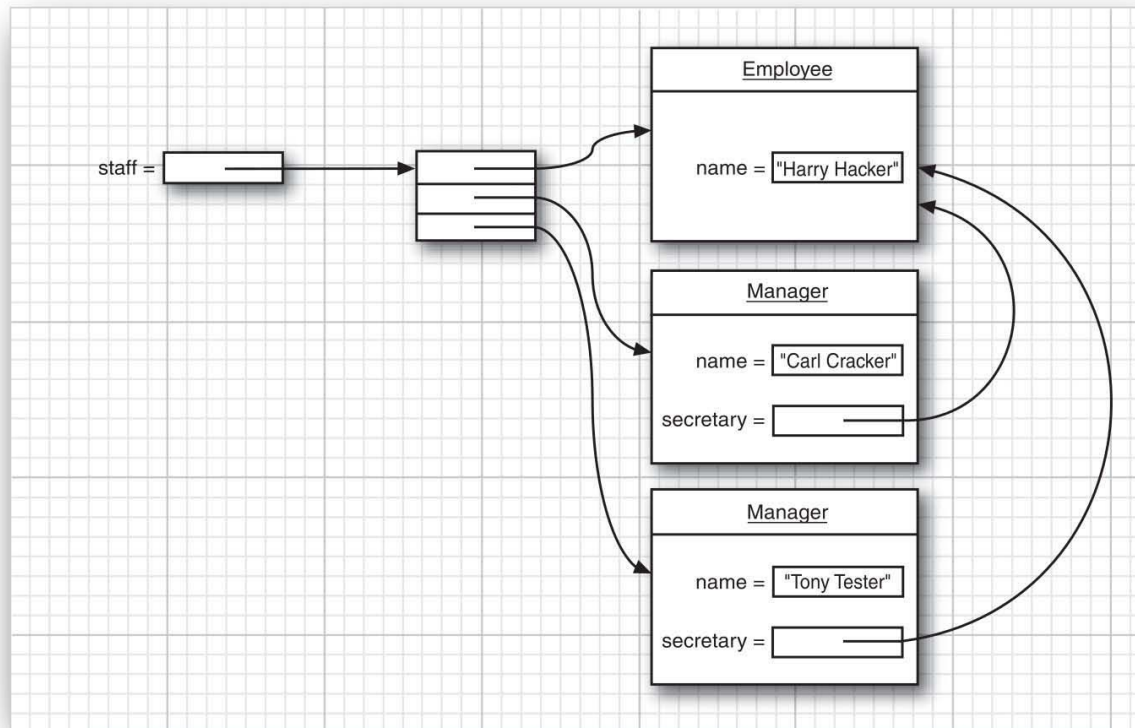 Employee
staff =
name = "Harry Hacker"
Manager
name = "Carl Cracker"
secretary =
Manager
name = "Tony Tester"
secretary =